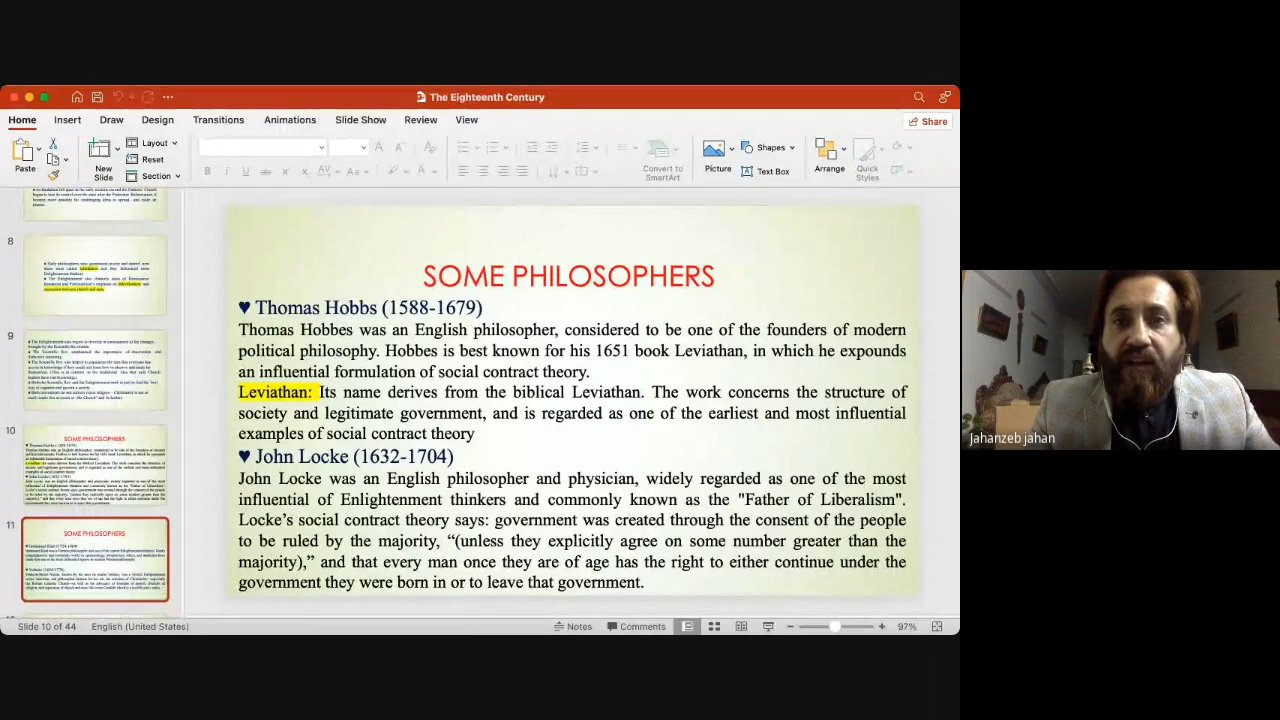 The Eighteenth Century
Home Insert Draw Design Transitions Animations Slide Show Review View
Share
Paste
New Slide
Layout
Reset
Section
Convert to SmartArt
Picture
Shapes
Text Box
Arrange
Quick Styles
8
9
10
SOME PHILOSOPHERS
11
SOME PHILOSOPHERS
SOME PHILOSOPHERS
♥ Thomas Hobbs (1588-1679)
Thomas Hobbes was an English philosopher, considered to be one of the founders of modern
political philosophy. Hobbes is best known for his 1651 book Leviathan, in which he expounds
an influential formulation of social contract theory.
Leviathan: Its name derives from the biblical Leviathan. The work concerns the structure of
society and legitimate government, and is regarded as one of the earliest and most influential
examples of social contract theory
♥ John Locke (1632-1704)
John Locke was an English philosopher and physician, widely regarded as one of the most
influential of Enlightenment thinkers and commonly known as the "Father of Liberalism".
Locke's social contract theory says: government was created through the consent of the people
to be ruled by the majority, “(unless they explicitly agree on some number greater than the
majority),” and that every man once they are of age has the right to either continue under the
government they were born in or to leave that government.
Slide 10 of 44 English (United States)
Notes Comments 97%
Jahanzeb jahan